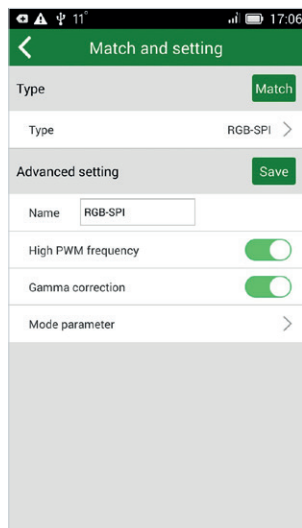 11° 17:06
Match and setting
Type Match
Type RGB-SPI
Advanced setting Save
Name RGB-SPI
High PWM frequency
Gamma correction
Mode parameter